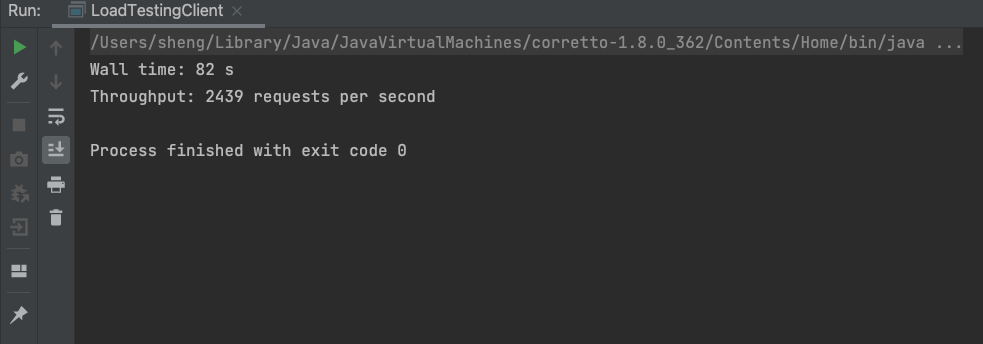 Run: LoadTestingClient
/Users/sheng/Library/Java/JavaVirtualMachines/corretto-1.8.0_362/Contents/Home/bin/java ...
Wall time: 82 s
Throughput: 2439 requests per second
Process finished with exit code 0